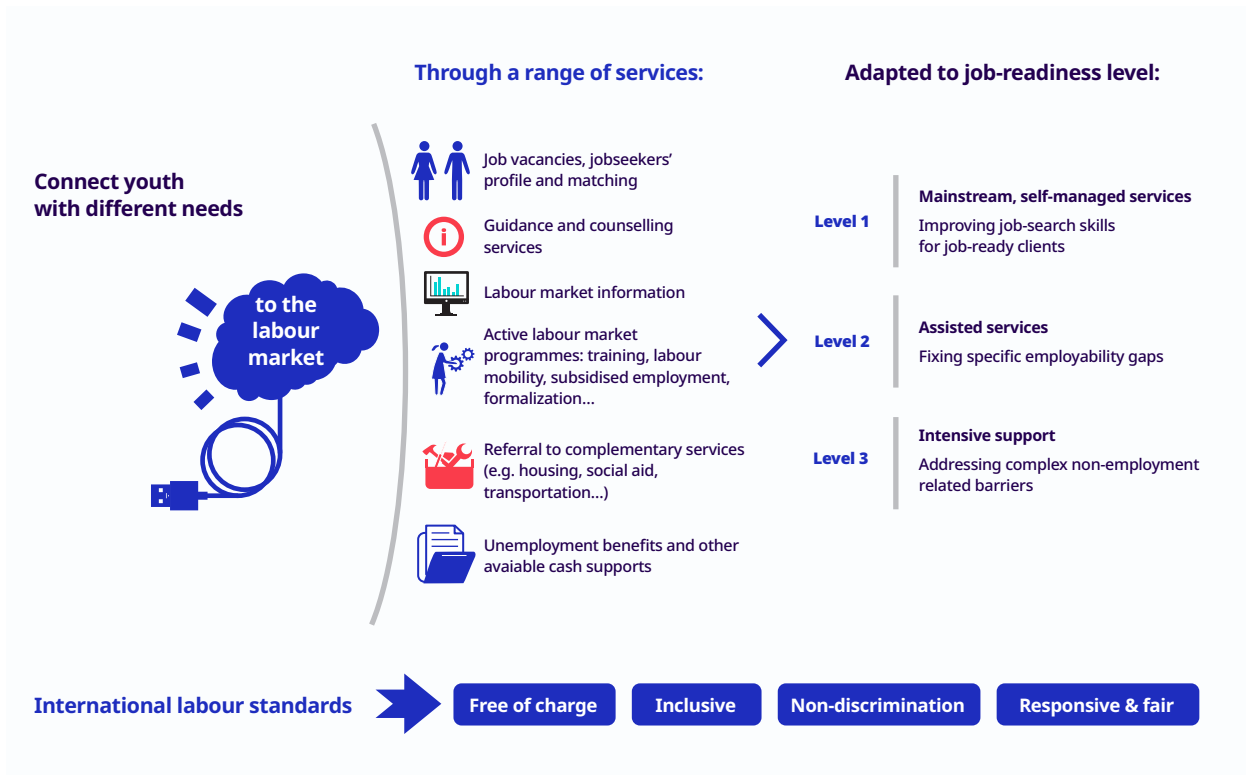 Through a range of services:
Adapted to job-readiness level:
Connect youth
with different needs
to the
labour
market
Job vacancies, jobseekers’
profile and matching
Guidance and counselling
services
Labour market information
Active labour market
programmes: training, labour
mobility, subsidised employment,
formalization...
Referral to complementary services
(e.g. housing, social aid,
transportation...)
Unemployment benefits and other
avaiable cash supports
Level 1
Mainstream, self-managed services
Improving job-search skills
for job-ready clients
Level 2
Assisted services
Fixing specific employability gaps
Level 3
Intensive support
Addressing complex non-employment
related barriers
International labour standards
Free of charge
Inclusive
Non-discrimination
Responsive & fair